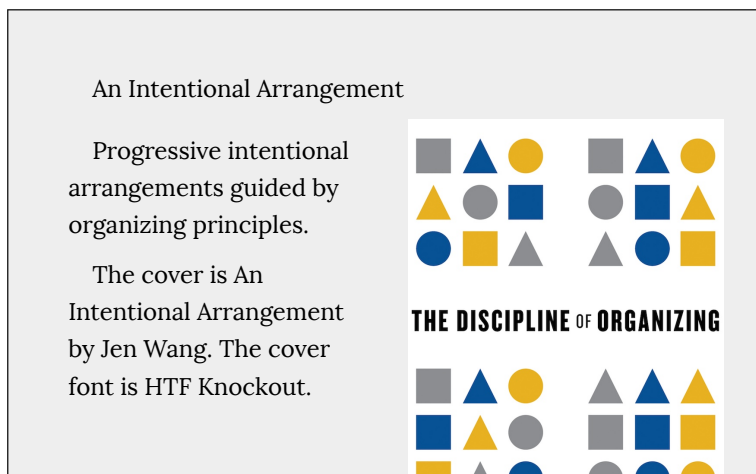 An Intentional Arrangement
Progressive intentional
arrangements guided by
organizing principles.
The cover is An
Intentional Arrangement
by Jen Wang. The cover
font is HTF Knockout.
THE DISCIPLINE OF ORGANIZING